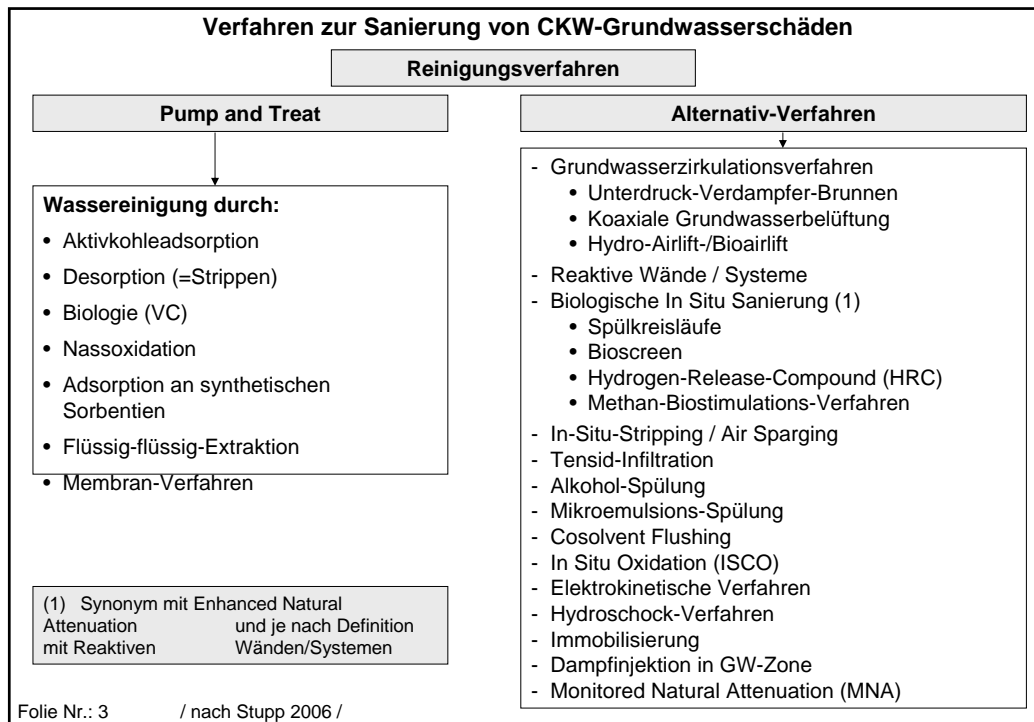 Verfahren zur Sanierung von CKW-Grundwasserschäden
Reinigungsverfahren
Pump and Treat
Wassereinigung durch:
• Aktivkohleadsorption
• Desorption (=Strippen)
• Biologie (VC)
• Nassoxidation
• Adsorption an synthetischen
Sorbentien
• Flüssig-flüssig-Extraktion
• Membran-Verfahren
(1) Synonym mit Enhanced Natural
Attenuation und je nach Definition
mit Reaktiven Wänden/Systemen
Alternativ-Verfahren
- Grundwasserzirkulationsverfahren
• Unterdruck-Verdampfer-Brunnen
• Koaxiale Grundwasserbelüftung
• Hydro-Airlift-/Bioairlift
- Reaktive Wände / Systeme
- Biologische In Situ Sanierung (1)
• Spülkreisläufe
• Bioscreen
• Hydrogen-Release-Compound (HRC)
• Methan-Biostimulations-Verfahren
- In-Situ-Stripping / Air Sparging
- Tensid-Infiltration
- Alkohol-Spülung
- Mikroemulsions-Spülung
- Cosolvent Flushing
- In Situ Oxidation (ISCO)
- Elektrokinetische Verfahren
- Hydroschock-Verfahren
- Immobilisierung
- Dampfinjektion in GW-Zone
- Monitored Natural Attenuation (MNA)
Folie Nr.: 3 / nach Stupp 2006 /